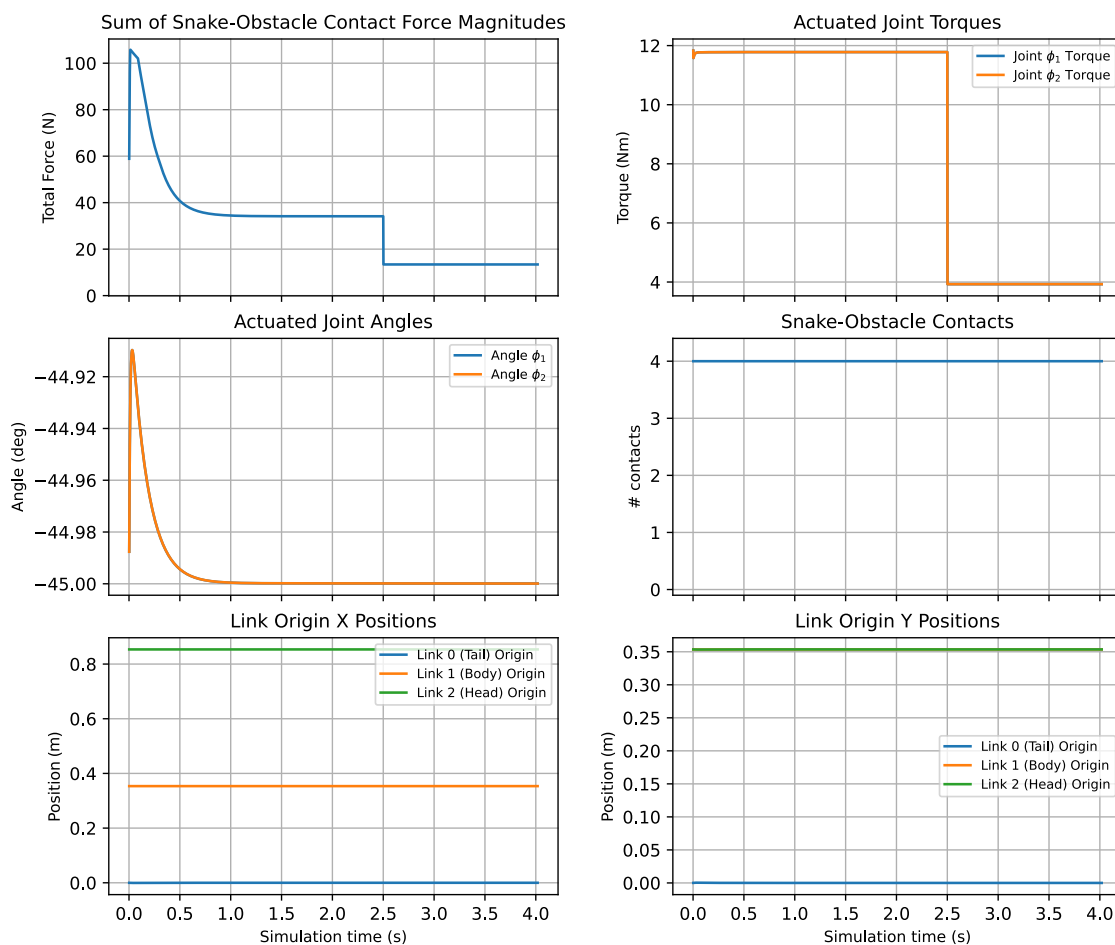 Sum of Snake-Obstacle Contact Force Magnitudes
Total Force (N)
100
80
60
40
20
0
Actuated Joint Torques
Torque (Nm)
12
10
8
6
4
Joint ϕ₁ Torque
Joint ϕ₂ Torque
Actuated Joint Angles
Angle (deg)
−44.92
−44.94
−44.96
−44.98
−45.00
Angle ϕ₁
Angle ϕ₂
Snake-Obstacle Contacts
# contacts
4
3
2
1
0
Link Origin X Positions
Position (m)
0.8
0.6
0.4
0.2
0.0
Link 0 (Tail) Origin
Link 1 (Body) Origin
Link 2 (Head) Origin
0.0 0.5 1.0 1.5 2.0 2.5 3.0 3.5 4.0
Simulation time (s)
Link Origin Y Positions
Position (m)
0.35
0.30
0.25
0.20
0.15
0.10
0.05
0.00
Link 0 (Tail) Origin
Link 1 (Body) Origin
Link 2 (Head) Origin
0.0 0.5 1.0 1.5 2.0 2.5 3.0 3.5 4.0
Simulation time (s)